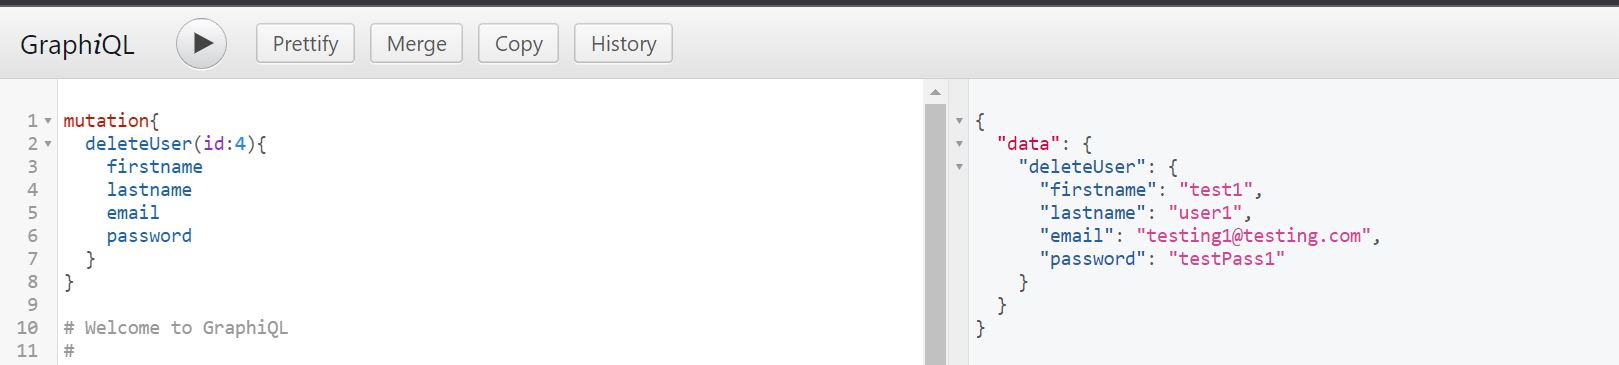 GraphiQL Prettify Merge Copy History
1 mutation{
2   deleteUser(id:4){
3     firstname
4     lastname
5     email
6     password
7   }
8 }
9
10 # Welcome to GraphiQL
11 #
{
  "data": {
    "deleteUser": {
      "firstname": "test1",
      "lastname": "user1",
      "email": "testing1@testing.com",
      "password": "testPass1"
    }
  }
}